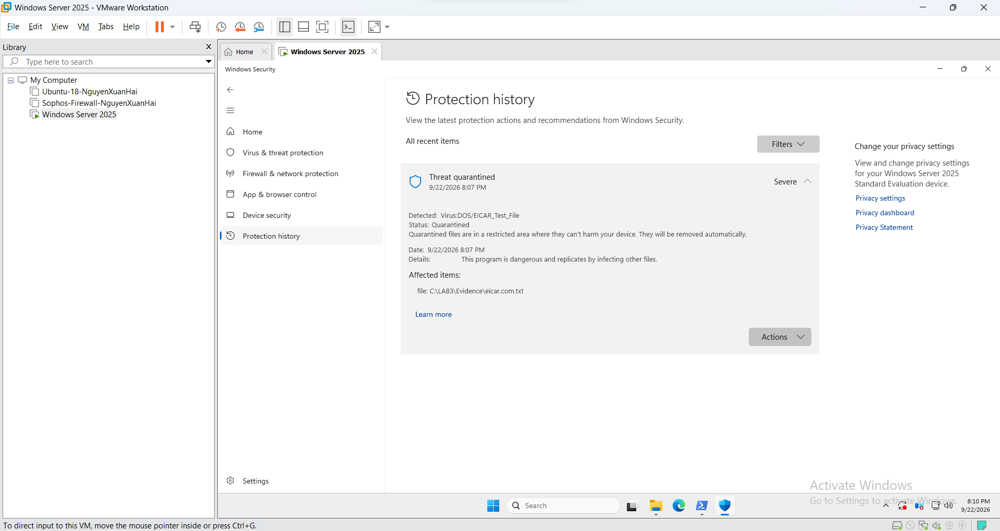 Windows Server 2025 - VMware Workstation
File Edit View VM Tabs Help
Library
Type here to search
My Computer
Ubuntu-18-NguyenXuanHai
Sophos-Firewall-NguyenXuanHai
Windows Server 2025
Home
Windows Server 2025
Windows Security
Home
Virus & threat protection
Firewall & network protection
App & browser control
Device security
Protection history
Settings
Protection history
View the latest protection actions and recommendations from Windows Security.
All recent items
Filters
Threat quarantined
9/22/2026 8:07 PM
Severe
Detected: Virus:DOS/EICAR_Test_File
Status: Quarantined
Quarantined files are in a restricted area where they can't harm your device. They will be removed automatically.
Date: 9/22/2026 8:07 PM
Details: This program is dangerous and replicates by infecting other files.
Affected items:
file: C:\LAB3\Evidence\eicar.com.txt
Learn more
Actions
Change your privacy settings
View and change privacy settings
for your Windows Server 2025
Standard Evaluation device.
Privacy settings
Privacy dashboard
Privacy Statement
Activate Windows
Go to Settings to activate Windows.
Search
8:10 PM
9/22/2026
To direct input to this VM, move the mouse pointer inside or press Ctrl+G.